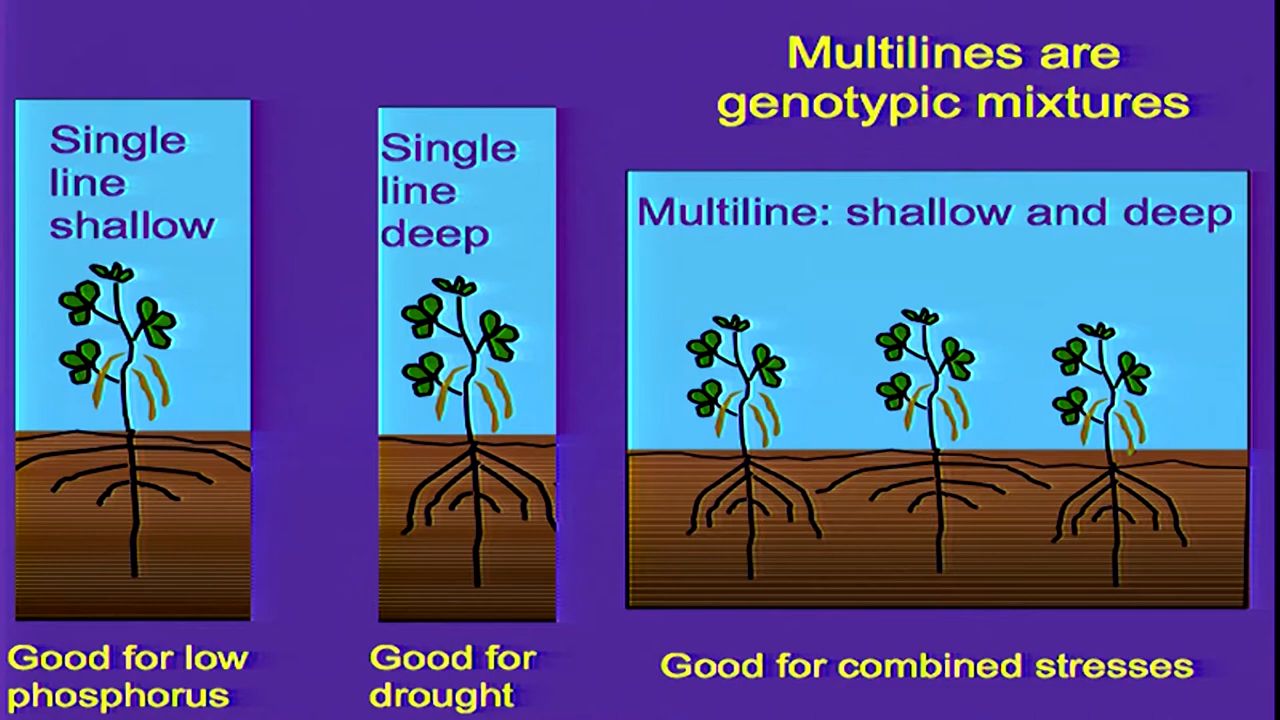 Multilines are
genotypic mixtures
Single
line
shallow
Single
line
deep
Multiline: shallow and deep
Good for low
phosphorus
Good for
drought
Good for combined stresses